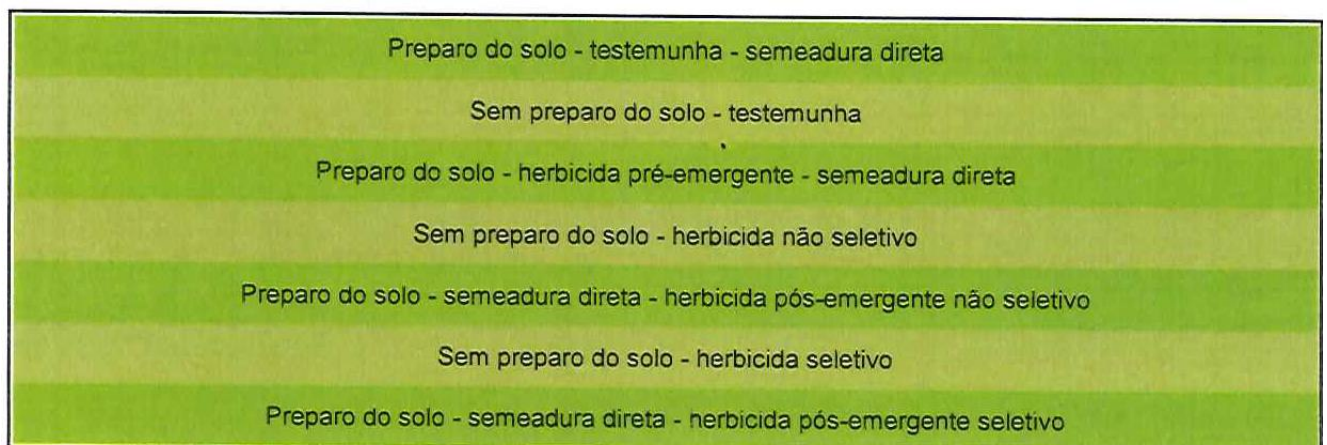 Preparo do solo - testemunha - semeadura direta
Sem preparo do solo - testemunha
Preparo do solo - herbicida pré-emergente - semeadura direta
Sem preparo do solo - herbicida não seletivo
Preparo do solo - semeadura direta - herbicida pós-emergente não seletivo
Sem preparo do solo - herbicida seletivo
Preparo do solo - semeadura direta - herbicida pós-emergente seletivo